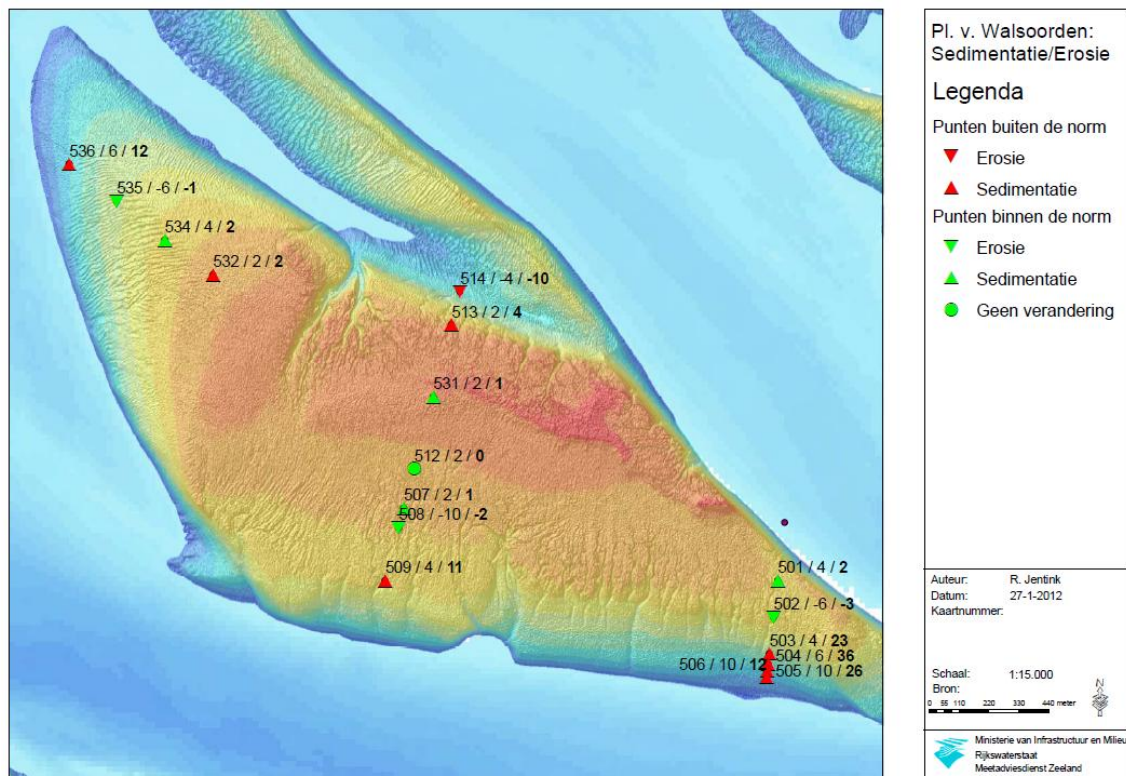 536 / 6 / 12
535 / -6 / -1
534 / 4 / 2
532 / 2 / 2
514 / -4 / -10
513 / 2 / 4
531 / 2 / 1
512 / 2 / 0
507 / 2 / 1
508 / -10 / -2
509 / 4 / 11
501 / 4 / 2
502 / -6 / -3
503 / 4 / 23
504 / 6 / 36
506 / 10 / 12
505 / 10 / 26
Pl. v. Walsoorden:
Sedimentatie/Erosie
Legenda
Punten buiten de norm
Erosie
Sedimentatie
Punten binnen de norm
Erosie
Sedimentatie
Geen verandering
Auteur: R. Jentink
Datum: 27-1-2012
Kaartnummer:
Schaal: 1:15.000
Bron:
N
0 55 110 220 330 440 meter
Ministerie van Infrastructuur en Milieu
Rijkswaterstaat
Meetadviesdienst Zeeland